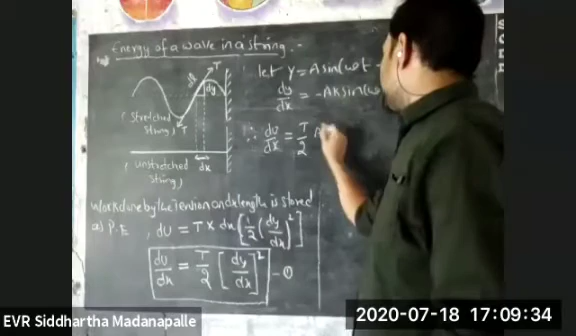 Energy of a wave in a string :-
T
dl
dy
(Stretched
String)
T
Unstretched
String)
dx
Work done by the Tension and x length is stored
as P.E , du = T × dx [1/2 (dy/dx)²]
du/dx = T/2 [dy/dx]² -①
let Y = A sin(ωt -
dy/dx = -AK sin(ω
∴ du/dx = T/2 A
EVR Siddhartha Madanapalle
2020-07-18 17:09:34